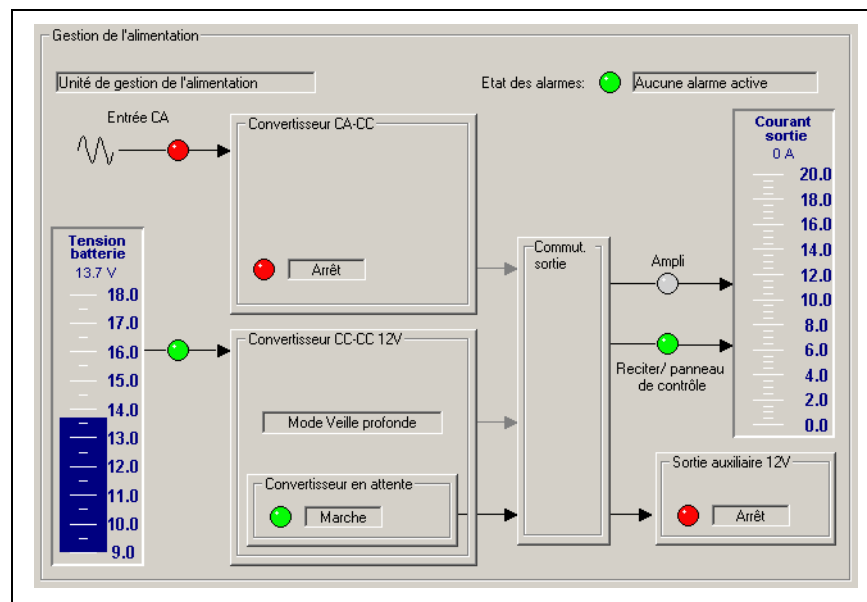 Gestion de l'alimentation
Unité de gestion de l'alimentation
Etat des alarmes:
Aucune alarme active
Entrée CA
Convertisseur CA-CC
Arrêt
Courant
sortie
0 A
20.0
18.0
16.0
14.0
12.0
10.0
8.0
6.0
4.0
2.0
0.0
Tension
batterie
13.7 V
18.0
17.0
16.0
15.0
14.0
13.0
12.0
11.0
10.0
9.0
Commut.
sortie
Ampli
Reciter/ panneau
de contrôle
Convertisseur CC-CC 12V
Mode Veille profonde
Convertisseur en attente
Marche
Sortie auxiliaire 12V
Arrêt